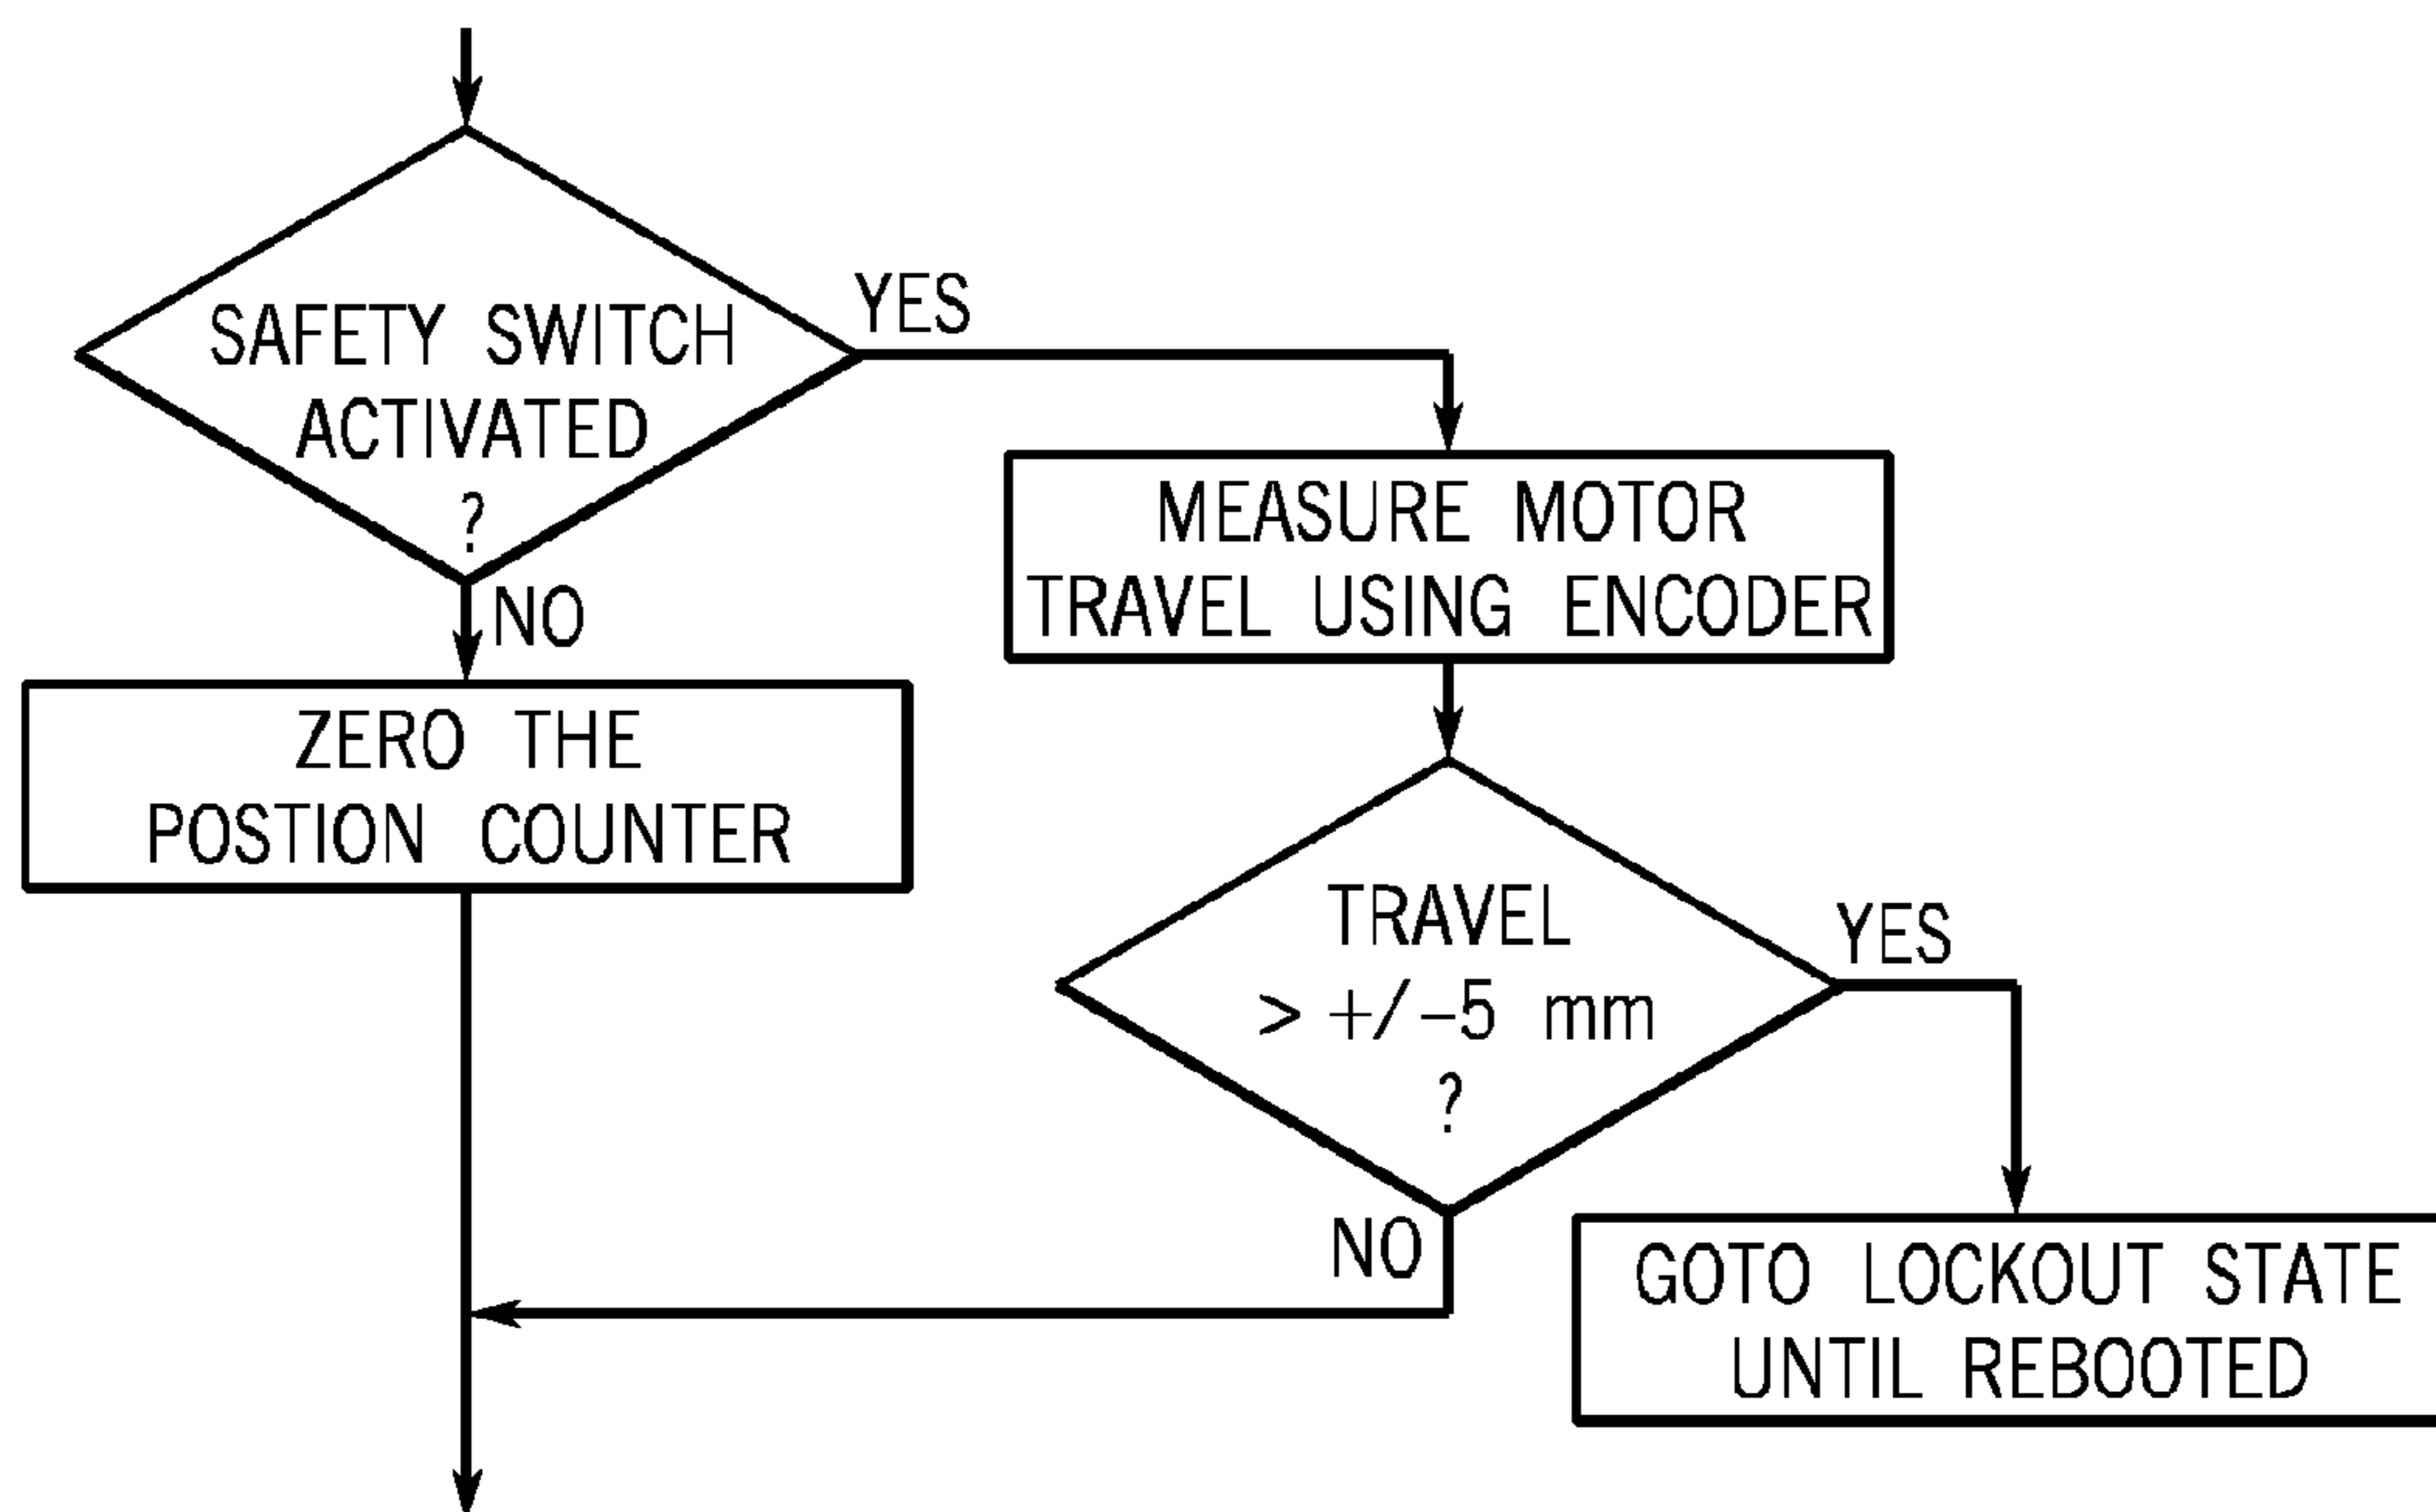 SAFETY SWITCH
ACTIVATED
?
YES
NO
MEASURE MOTOR
TRAVEL USING ENCODER
ZERO THE
POSTION COUNTER
TRAVEL
> +/-5 mm
?
YES
NO
GOTO LOCKOUT STATE
UNTIL REBOOTED